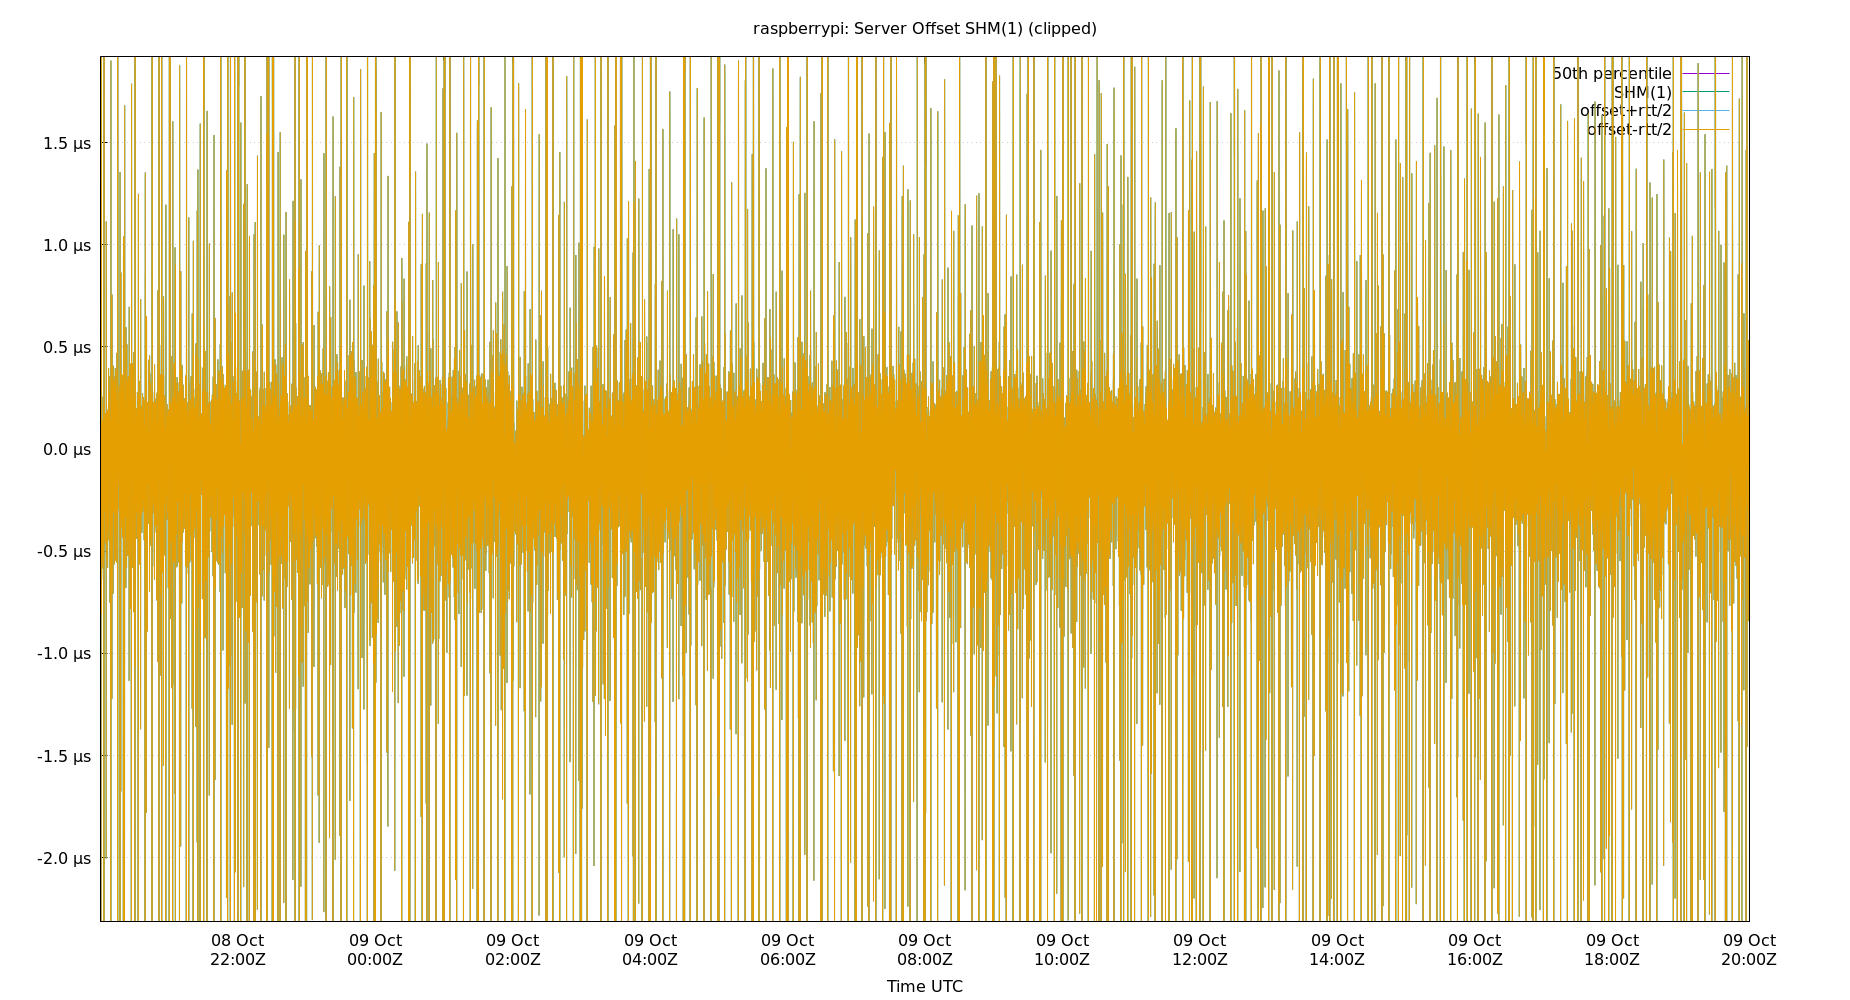 raspberrypi: Server Offset SHM(1) (clipped)
50th percentile
SHM(1)
offset+rtt/2
offset-rtt/2
1.5 µs
1.0 µs
0.5 µs
0.0 µs
-0.5 µs
-1.0 µs
-1.5 µs
-2.0 µs
08 Oct 09 Oct 09 Oct 09 Oct 09 Oct 09 Oct 09 Oct 09 Oct 09 Oct 09 Oct 09 Oct 09 Oct
22:00Z 00:00Z 02:00Z 04:00Z 06:00Z 08:00Z 10:00Z 12:00Z 14:00Z 16:00Z 18:00Z 20:00Z
Time UTC